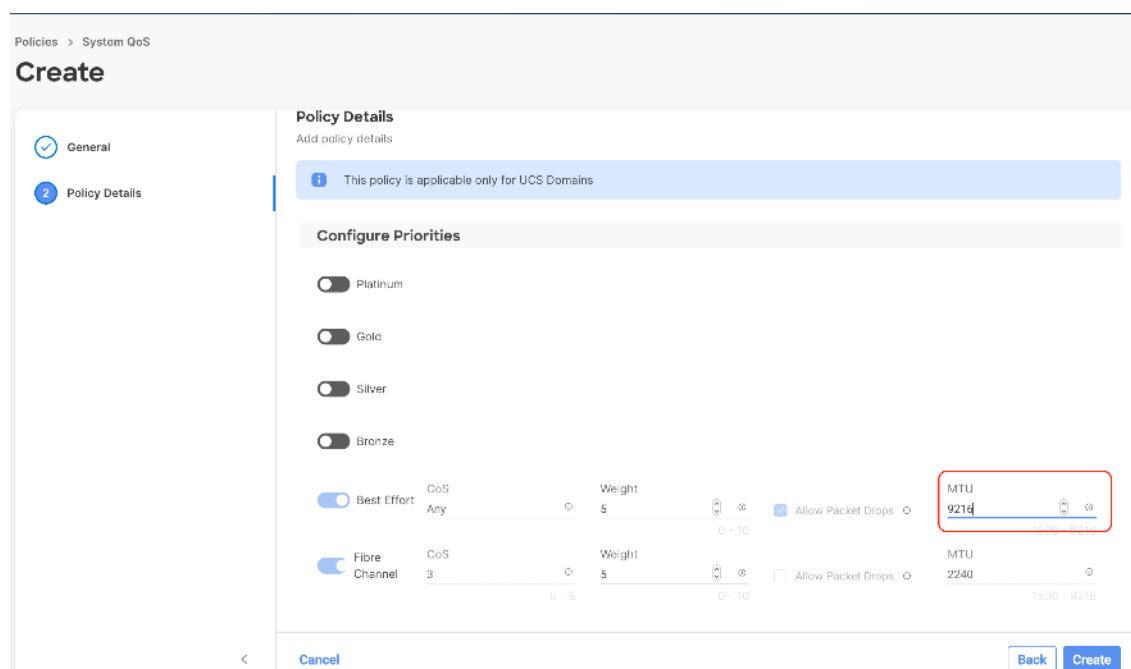 Policies > System QoS
Create
General
2 Policy Details
Policy Details
Add policy details
This policy is applicable only for UCS Domains
Configure Priorities
Platinum
Gold
Silver
Bronze
Best Effort
CoS
Any
Weight
5
0 - 10
Allow Packet Drops
MTU
9216
1500 - 9216
Fibre
Channel
CoS
3
0 - 6
Weight
5
0 - 10
Allow Packet Drops
MTU
2240
1500 - 9216
Cancel
Back
Create